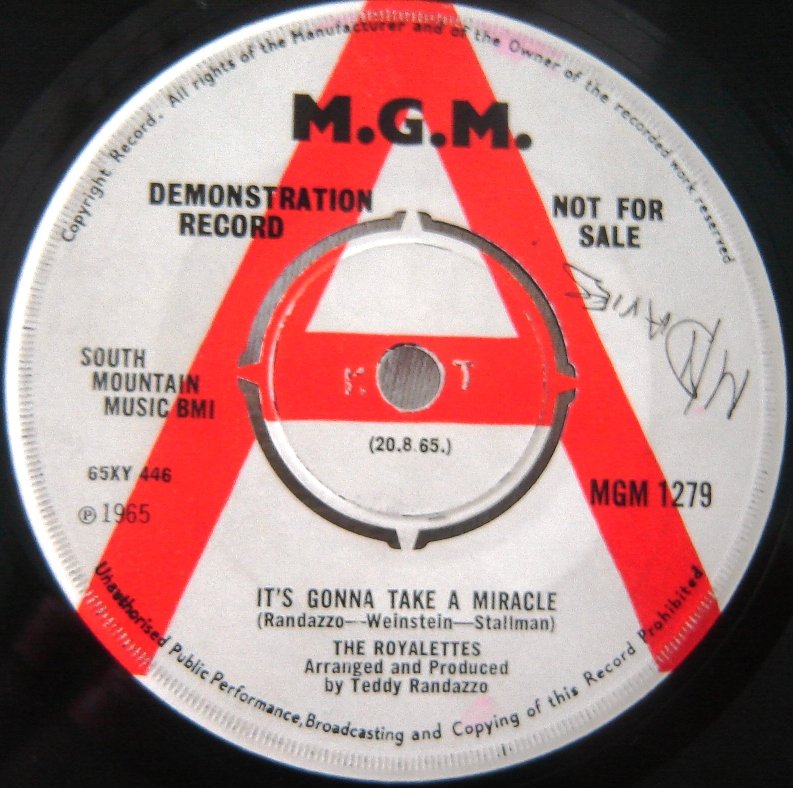 Copyright Record. All rights of the Manufacturer and of the Owner of the recorded work reserved
M.G.M.
DEMONSTRATION
RECORD
NOT FOR
SALE
DAVIES
SOUTH
MOUNTAIN
MUSIC BMI
K T
(20.8.65.)
65XY 446
℗ 1965
MGM 1279
IT'S GONNA TAKE A MIRACLE
(Randazzo—Weinstein—Stallman)
THE ROYALETTES
Arranged and Produced
by Teddy Randazzo
Unauthorised Public Performance, Broadcasting and Copying of this Record Prohibited